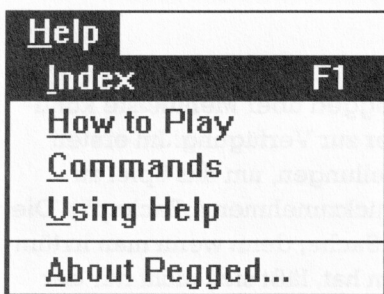 Help
Index F1
How to Play
Commands
Using Help
About Pegged...